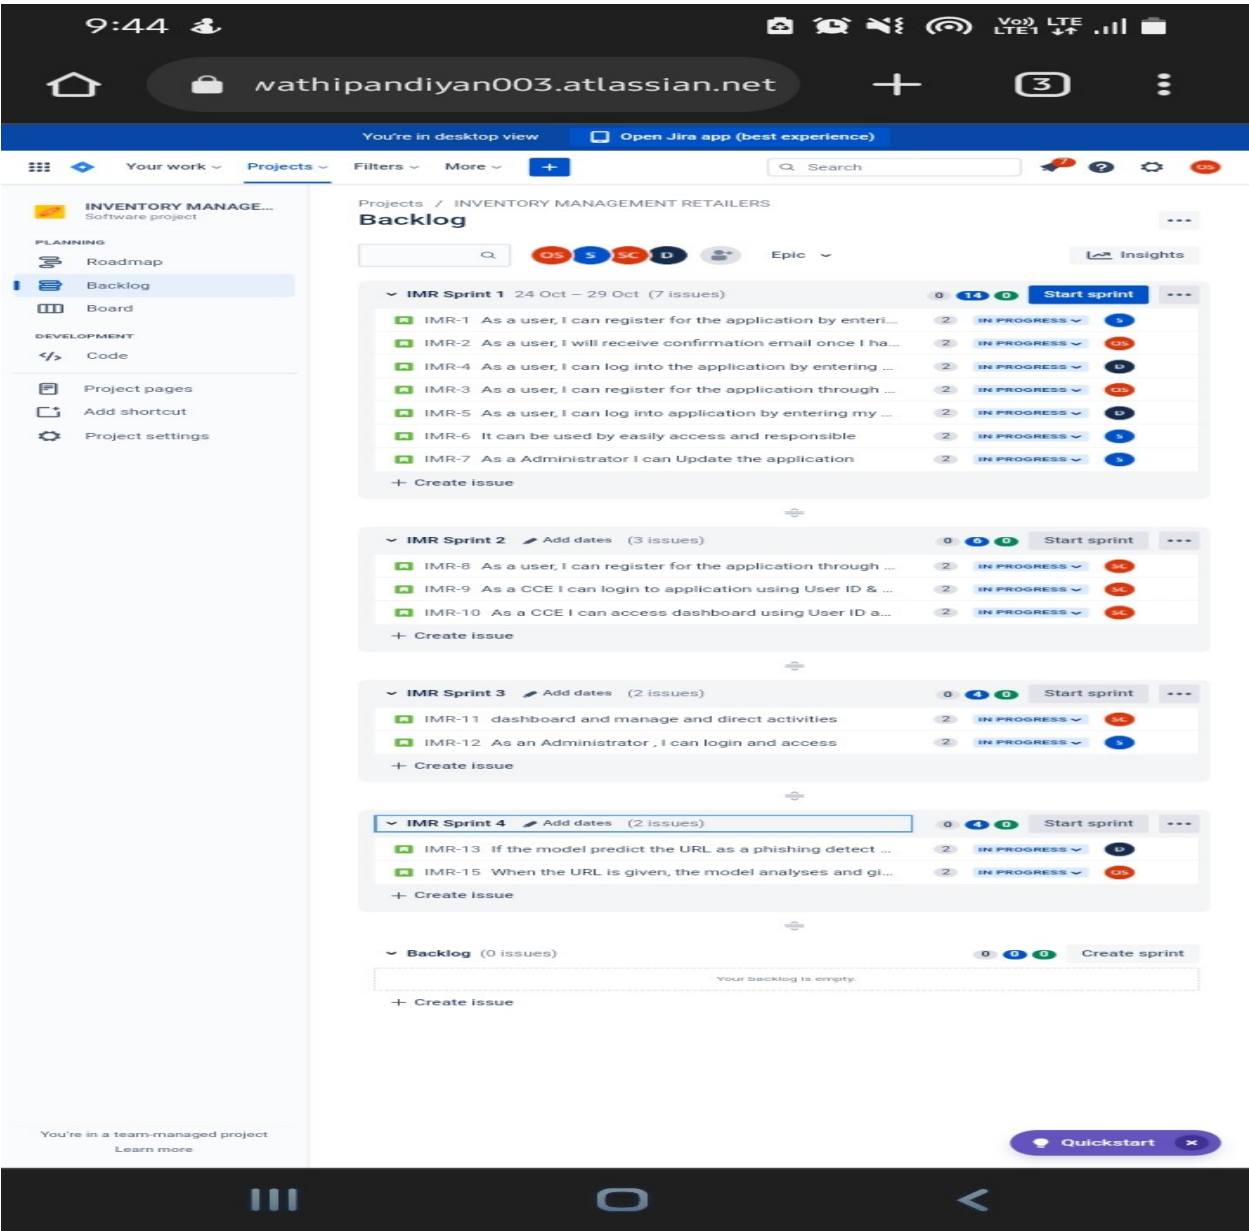 9:44
Vo)) LTE
LTE1
wathipandiyan003.atlassian.net
3
You're in desktop view Open Jira app (best experience)
Your work Projects Filters More + Search 7 OS
INVENTORY MANAGE...
Software project
PLANNING
Roadmap
Backlog
Board
DEVELOPMENT
</> Code
Project pages
Add shortcut
Project settings
You're in a team-managed project
Learn more
Projects / INVENTORY MANAGEMENT RETAILERS
Backlog
OS S SC D Epic Insights
IMR Sprint 1 24 Oct – 29 Oct (7 issues) 0 14 0 Start sprint
IMR-1 As a user, I can register for the application by enteri... 2 IN PROGRESS S
IMR-2 As a user, I will receive confirmation email once I ha... 2 IN PROGRESS OS
IMR-4 As a user, I can log into the application by entering ... 2 IN PROGRESS D
IMR-3 As a user, I can register for the application through ... 2 IN PROGRESS OS
IMR-5 As a user, I can log into application by entering my ... 2 IN PROGRESS D
IMR-6 It can be used by easily access and responsible 2 IN PROGRESS S
IMR-7 As a Administrator I can Update the application 2 IN PROGRESS S
+ Create issue
IMR Sprint 2 Add dates (3 issues) 0 6 0 Start sprint
IMR-8 As a user, I can register for the application through ... 2 IN PROGRESS SC
IMR-9 As a CCE I can login to application using User ID & ... 2 IN PROGRESS SC
IMR-10 As a CCE I can access dashboard using User ID a... 2 IN PROGRESS SC
+ Create issue
IMR Sprint 3 Add dates (2 issues) 0 4 0 Start sprint
IMR-11 dashboard and manage and direct activities 2 IN PROGRESS SC
IMR-12 As an Administrator , I can login and access 2 IN PROGRESS S
+ Create issue
IMR Sprint 4 Add dates (2 issues) 0 4 0 Start sprint
IMR-13 If the model predict the URL as a phishing detect ... 2 IN PROGRESS D
IMR-15 When the URL is given, the model analyses and gi... 2 IN PROGRESS OS
+ Create issue
Backlog (0 issues) 0 0 0 Create sprint
Your backlog is empty.
+ Create issue
Quickstart